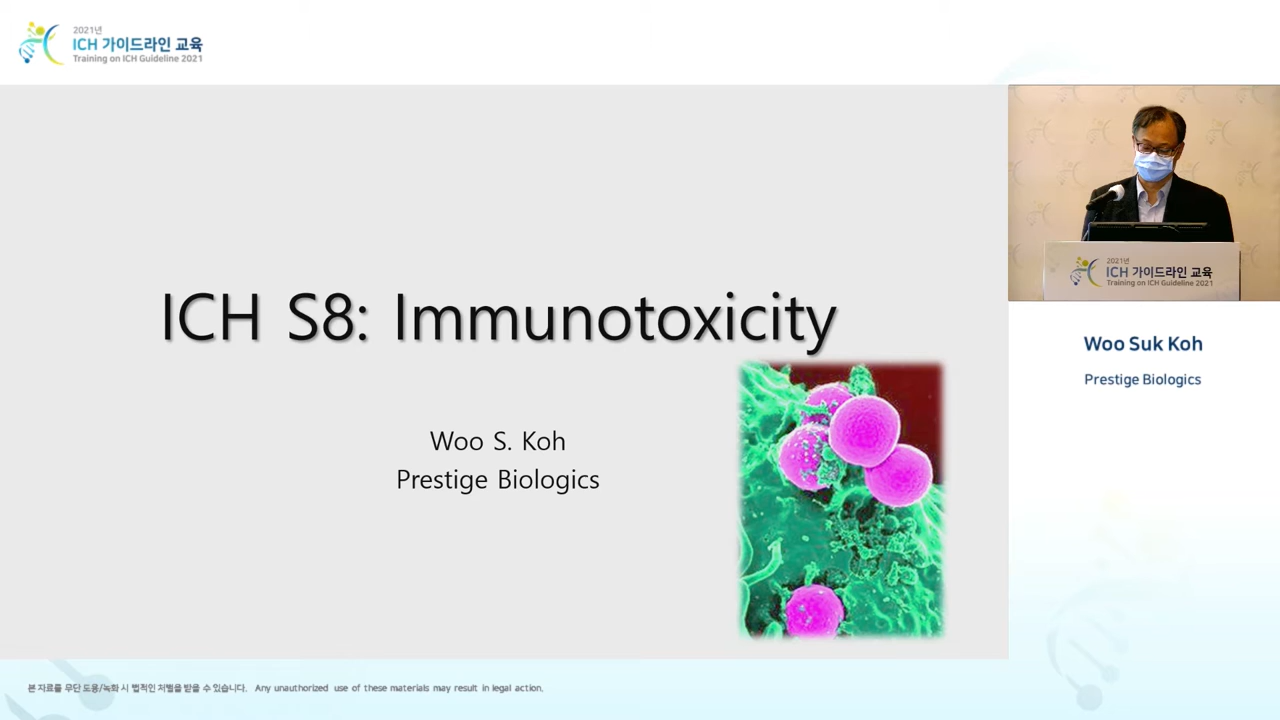 2021년
ICH 가이드라인 교육
Training on ICH Guideline 2021
ICH S8: Immunotoxicity
Woo S. Koh
Prestige Biologics
2021년
ICH 가이드라인 교육
Training on ICH Guideline 2021
Woo Suk Koh
Prestige Biologics
본 자료를 무단 도용/녹화 시 법적인 처벌을 받을 수 있습니다. Any unauthorized use of these materials may result in legal action.